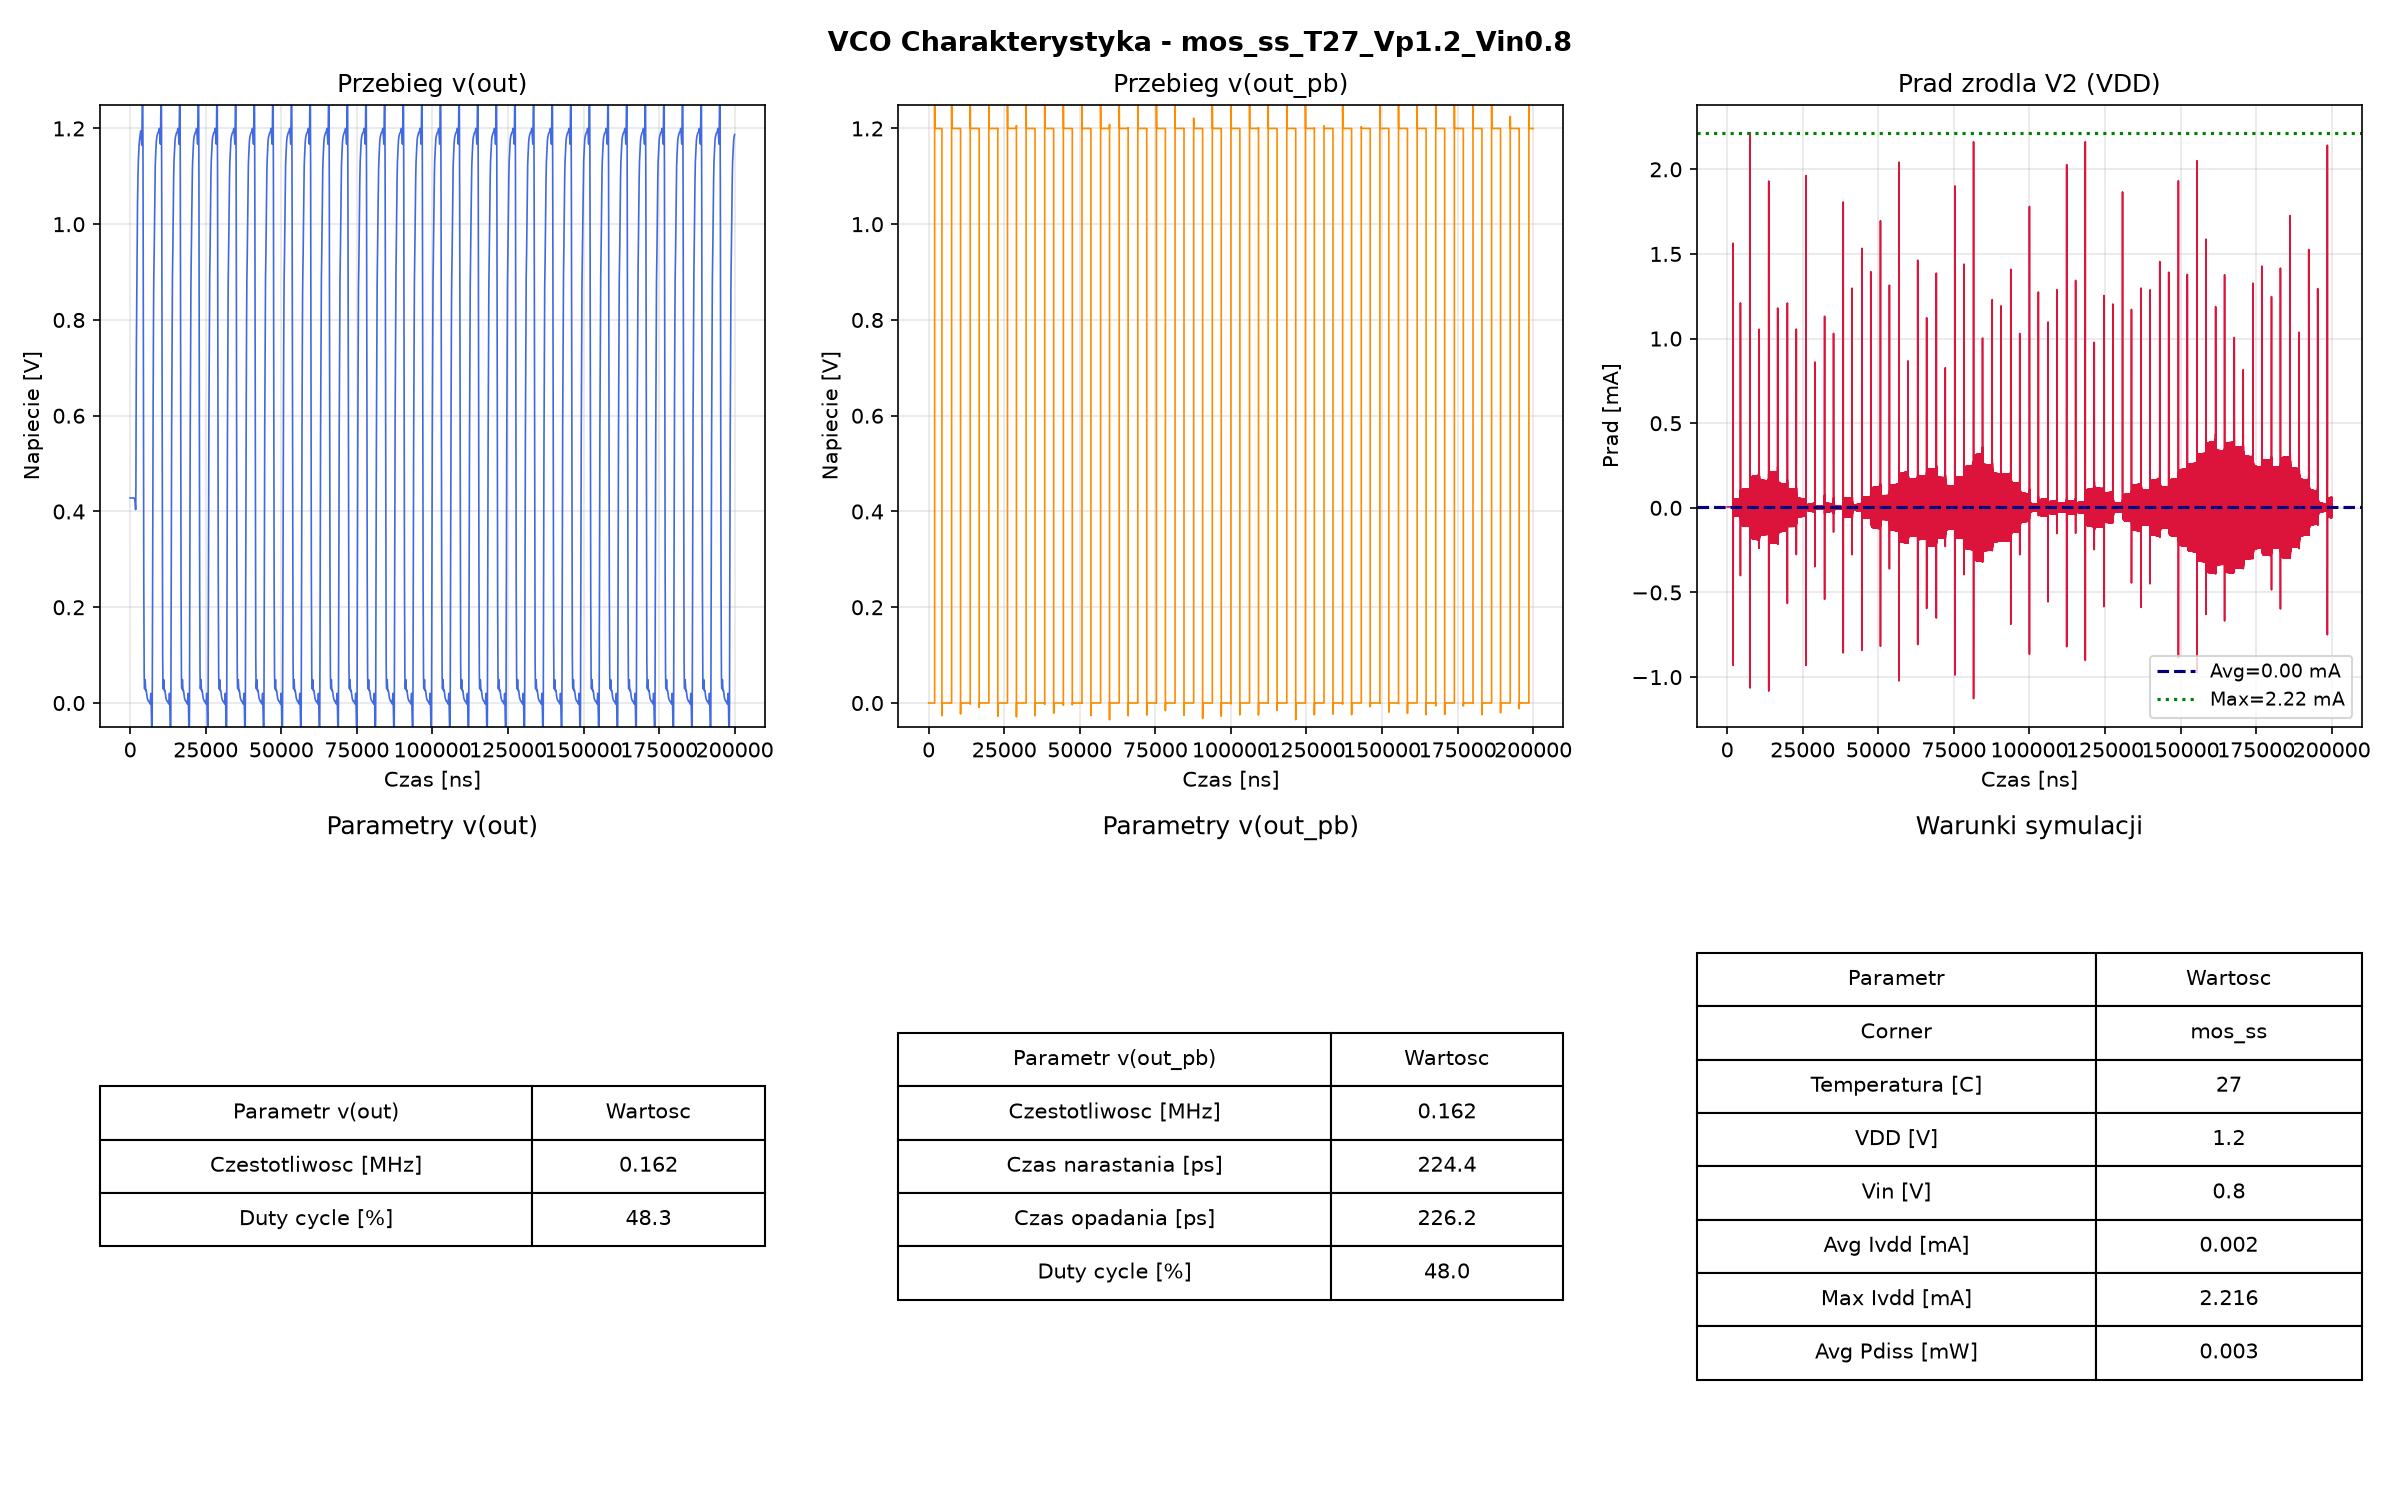 VCO Charakterystyka - mos_ss_T27_Vp1.2_Vin0.8
Przebieg v(out)
Napiecie [V]
1.2
1.0
0.8
0.6
0.4
0.2
0.0
0 25000 50000 75000 100000 125000 150000 175000 200000
Czas [ns]
Przebieg v(out_pb)
Napiecie [V]
1.2
1.0
0.8
0.6
0.4
0.2
0.0
0 25000 50000 75000 100000 125000 150000 175000 200000
Czas [ns]
Prad zrodla V2 (VDD)
Prad [mA]
2.0
1.5
1.0
0.5
0.0
−0.5
−1.0
Avg=0.00 mA
Max=2.22 mA
0 25000 50000 75000 100000 125000 150000 175000 200000
Czas [ns]
Parametry v(out)
Parametr v(out) Wartosc
Czestotliwosc [MHz] 0.162
Duty cycle [%] 48.3
Parametry v(out_pb)
Parametr v(out_pb) Wartosc
Czestotliwosc [MHz] 0.162
Czas narastania [ps] 224.4
Czas opadania [ps] 226.2
Duty cycle [%] 48.0
Warunki symulacji
Parametr Wartosc
Corner mos_ss
Temperatura [C] 27
VDD [V] 1.2
Vin [V] 0.8
Avg Ivdd [mA] 0.002
Max Ivdd [mA] 2.216
Avg Pdiss [mW] 0.003